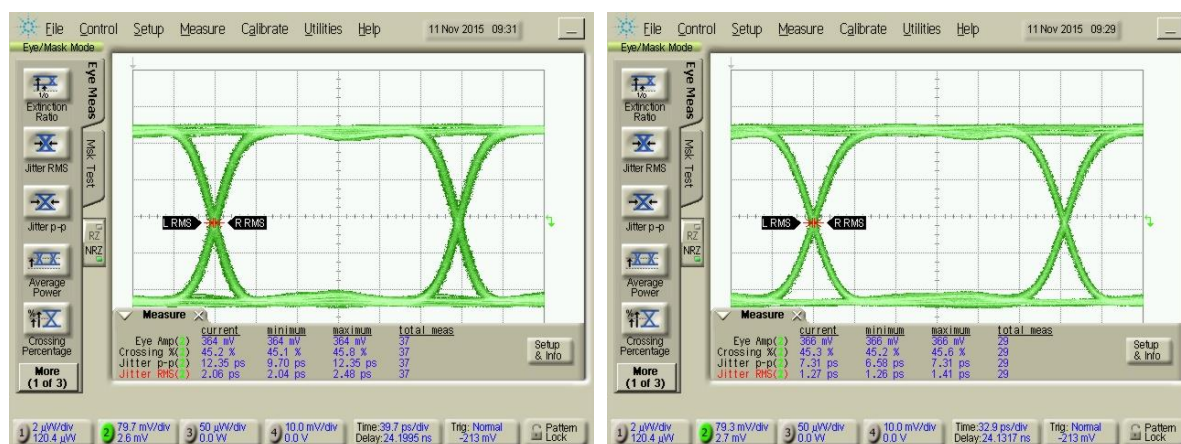 File Control Setup Measure Calibrate Utilities Help 11 Nov 2015 09:31
Eye/Mask Mode
Eye Meas
Msk Test
Extinction
Ratio
Jitter RMS
Jitter p-p
RZ
NRZ
Average
Power
Crossing
Percentage
More
(1 of 3)
L RMS R RMS
Measure
current minimum maximum total meas
Eye Amp(2) 364 mV 364 mV 364 mV 37
Crossing %(2) 45.2 % 45.1 % 45.8 % 37
Jitter p-p(2) 12.35 ps 9.70 ps 12.35 ps 37
Jitter RMS(2) 2.06 ps 2.04 ps 2.48 ps 37
Setup
& Info
1 2 µW/div
120.4 µW
2 79.7 mV/div
2.6 mV
3 50 µW/div
0.0 W
4 10.0 mV/div
0.0 V
Time:39.7 ps/div
Delay:24.1995 ns
Trig: Normal
-213 mV
Pattern
Lock
File Control Setup Measure Calibrate Utilities Help 11 Nov 2015 09:29
Eye/Mask Mode
Eye Meas
Msk Test
Extinction
Ratio
Jitter RMS
Jitter p-p
RZ
NRZ
Average
Power
Crossing
Percentage
More
(1 of 3)
L RMS R RMS
Measure
current minimum maximum total meas
Eye Amp(2) 366 mV 366 mV 366 mV 29
Crossing %(2) 45.3 % 45.2 % 45.6 % 29
Jitter p-p(2) 7.31 ps 6.58 ps 7.31 ps 29
Jitter RMS(2) 1.27 ps 1.26 ps 1.41 ps 29
Setup
& Info
1 2 µW/div
120.4 µW
2 79.3 mV/div
2.7 mV
3 50 µW/div
0.0 W
4 10.0 mV/div
0.0 V
Time:32.9 ps/div
Delay:24.1317 ns
Trig: Normal
-213 mV
Pattern
Lock